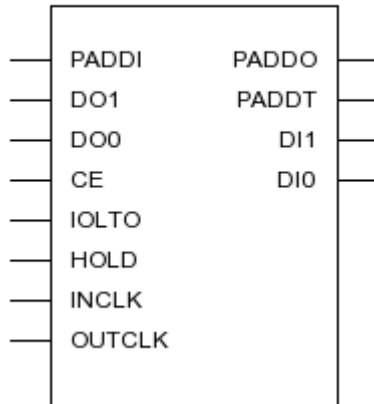 PADDI PADDO
DO1 PADDT
DO0 DI1
CE DI0
IOLTO
HOLD
INCLK
OUTCLK